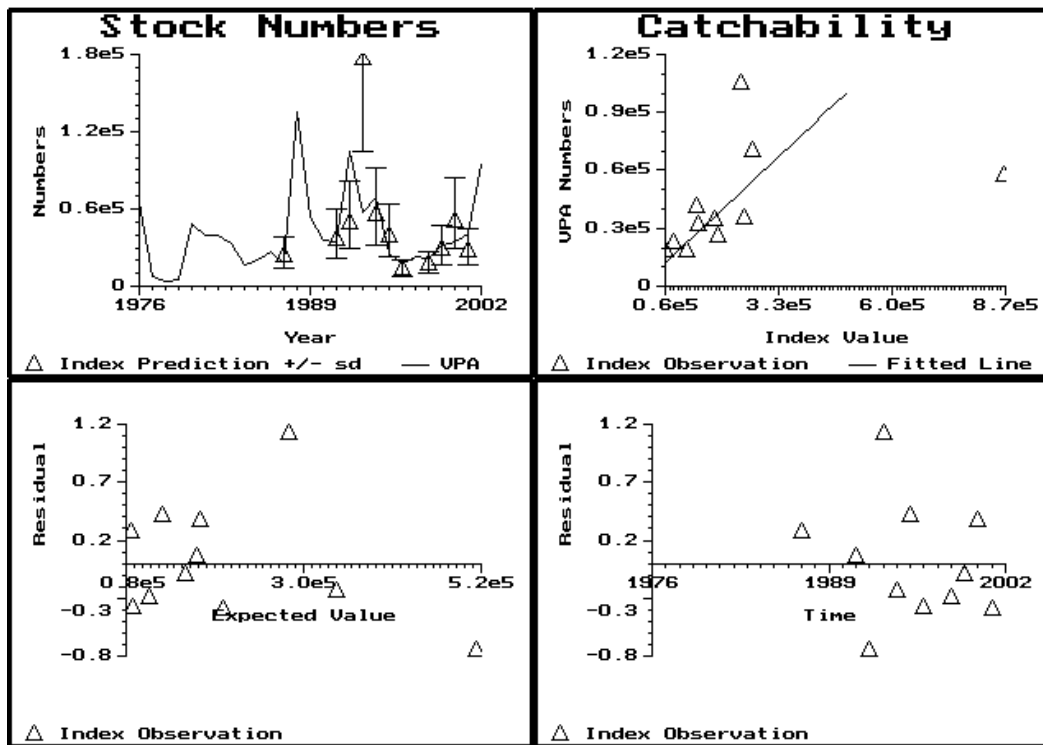 Stock Numbers
1.8e5
1.2e5
0.6e5
0
Numbers
1976 1989 2002
Year
△ Index Prediction +/- sd — VPA
Catchability
1.2e5
0.9e5
0.6e5
0.3e5
0
VPA Numbers
0.6e5 3.3e5 6.0e5 8.7e5
Index Value
△ Index Observation — Fitted Line
1.2
0.7
0.2
-0.3
-0.8
Residual
0.8e5 3.0e5 5.2e5
Expected Value
△ Index Observation
1.2
0.7
0.2
-0.3
-0.8
Residual
1976 1989 2002
Time
△ Index Observation